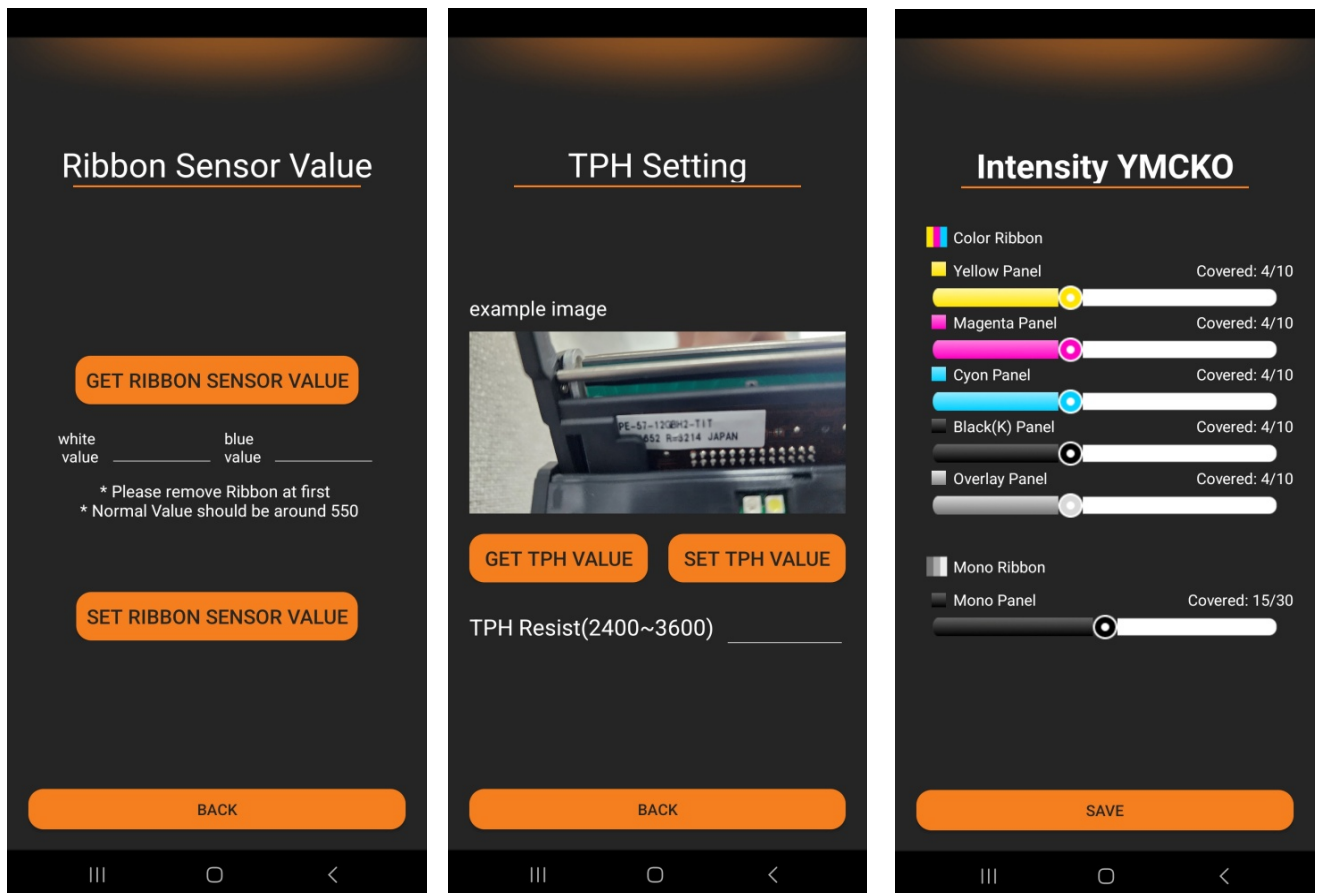 Ribbon Sensor Value
GET RIBBON SENSOR VALUE
white value
blue value
* Please remove Ribbon at first
* Normal Value should be around 550
SET RIBBON SENSOR VALUE
BACK
TPH Setting
example image
PE-57-12GBH2-TIT
652 R=3214 JAPAN
GET TPH VALUE
SET TPH VALUE
TPH Resist(2400~3600)
BACK
Intensity YMCKO
Color Ribbon
Yellow Panel Covered: 4/10
Magenta Panel Covered: 4/10
Cyon Panel Covered: 4/10
Black(K) Panel Covered: 4/10
Overlay Panel Covered: 4/10
Mono Ribbon
Mono Panel Covered: 15/30
SAVE